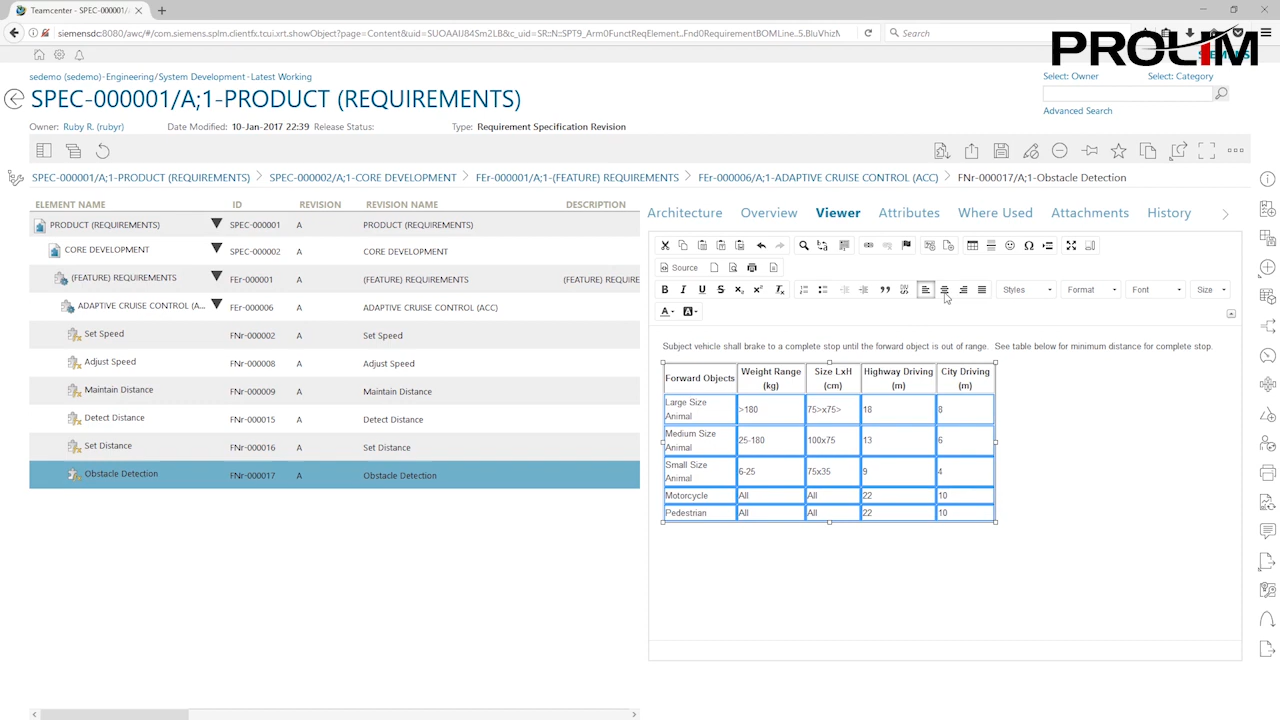 Teamcenter - SPEC-000001/
siemensdc:8080/awc/#/com.siemens.splm.clientfx.tcui.xrt.showObject?page=Content&uid=SUOAAIJ84Sm2LB&c_uid=SR::N::SPT9_Arm0FunctReqElement..Fnd0RequirementBOMLine..5.BluVhizM
Search
PROLIM
sedemo (sedemo) - Engineering/System Development - Latest Working
Select: Owner
Select: Category
SPEC-000001/A;1-PRODUCT (REQUIREMENTS)
Advanced Search
Owner: Ruby R. (rubyr) Date Modified: 10-Jan-2017 22:39 Release Status: Type: Requirement Specification Revision
SPEC-000001/A;1-PRODUCT (REQUIREMENTS) > SPEC-000002/A;1-CORE DEVELOPMENT > FEr-000001/A;1-(FEATURE) REQUIREMENTS > FEr-000006/A;1-ADAPTIVE CRUISE CONTROL (ACC) > FNr-000017/A;1-Obstacle Detection
ELEMENT NAME ID REVISION REVISION NAME DESCRIPTION
PRODUCT (REQUIREMENTS) SPEC-000001 A PRODUCT (REQUIREMENTS)
CORE DEVELOPMENT SPEC-000002 A CORE DEVELOPMENT
(FEATURE) REQUIREMENTS FEr-000001 A (FEATURE) REQUIREMENTS (FEATURE) REQUIRE
ADAPTIVE CRUISE CONTROL (A... FEr-000006 A ADAPTIVE CRUISE CONTROL (ACC)
Set Speed FNr-000002 A Set Speed
Adjust Speed FNr-000008 A Adjust Speed
Maintain Distance FNr-000009 A Maintain Distance
Detect Distance FNr-000015 A Detect Distance
Set Distance FNr-000016 A Set Distance
Obstacle Detection FNr-000017 A Obstacle Detection
Architecture Overview Viewer Attributes Where Used Attachments History
Source
B I U S x₂ x² Tx Styles Format Font Size
A A
Subject vehicle shall brake to a complete stop until the forward object is out of range. See table below for minimum distance for complete stop.
Forward Objects Weight Range (kg) Size LxH (cm) Highway Driving (m) City Driving (m)
Large Size Animal >180 75>x75> 18 8
Medium Size Animal 25-180 100x75 13 6
Small Size Animal 6-25 75x35 9 4
Motorcycle All All 22 10
Pedestrian All All 22 10